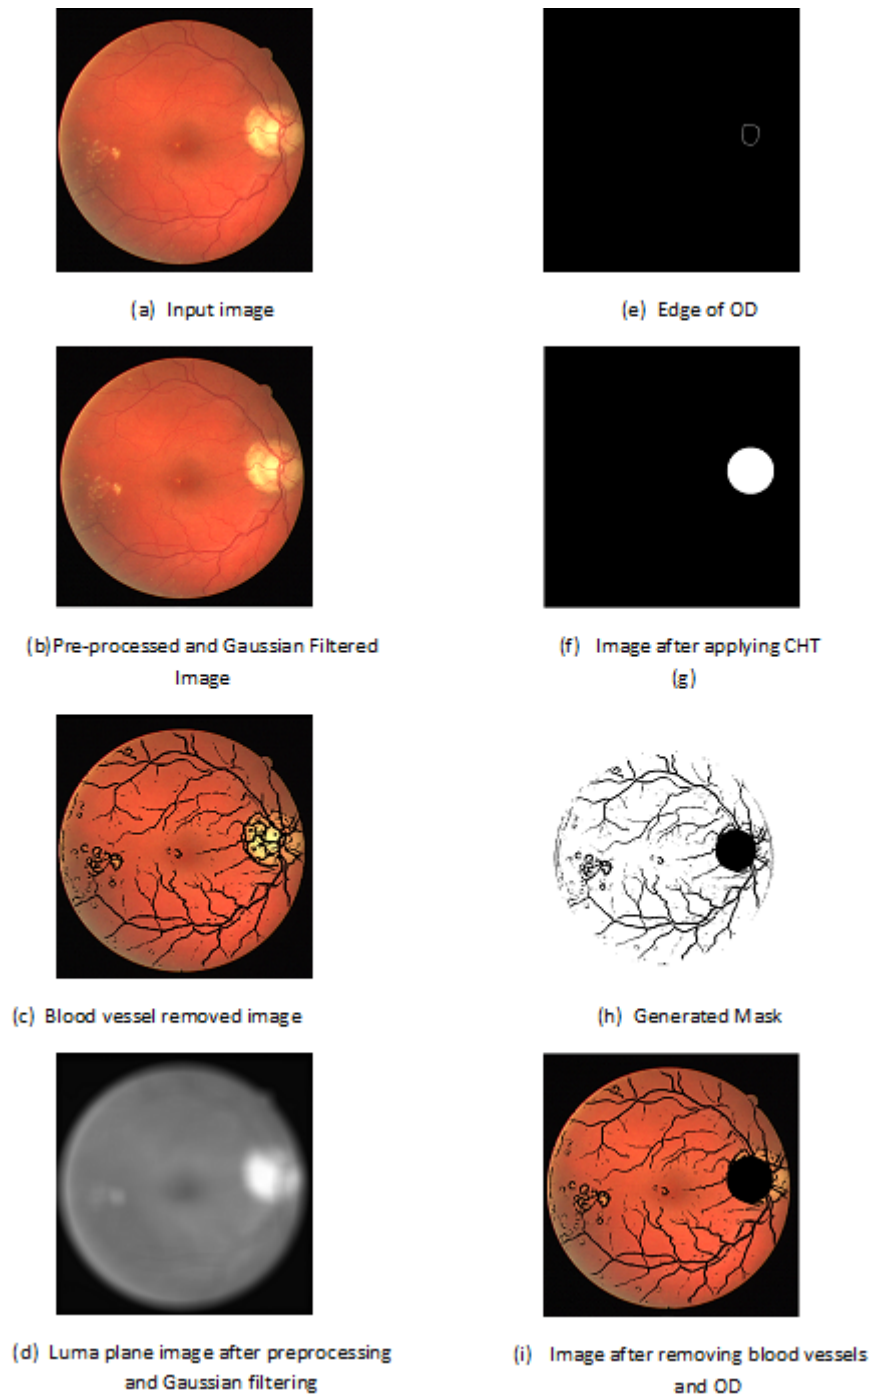 (a) Input image
(e) Edge of OD
(b)Pre-processed and Gaussian Filtered
Image
(f) Image after applying CHT
(g)
(c) Blood vessel removed image
(h) Generated Mask
(d) Luma plane image after preprocessing
and Gaussian filtering
(i) Image after removing blood vessels
and OD